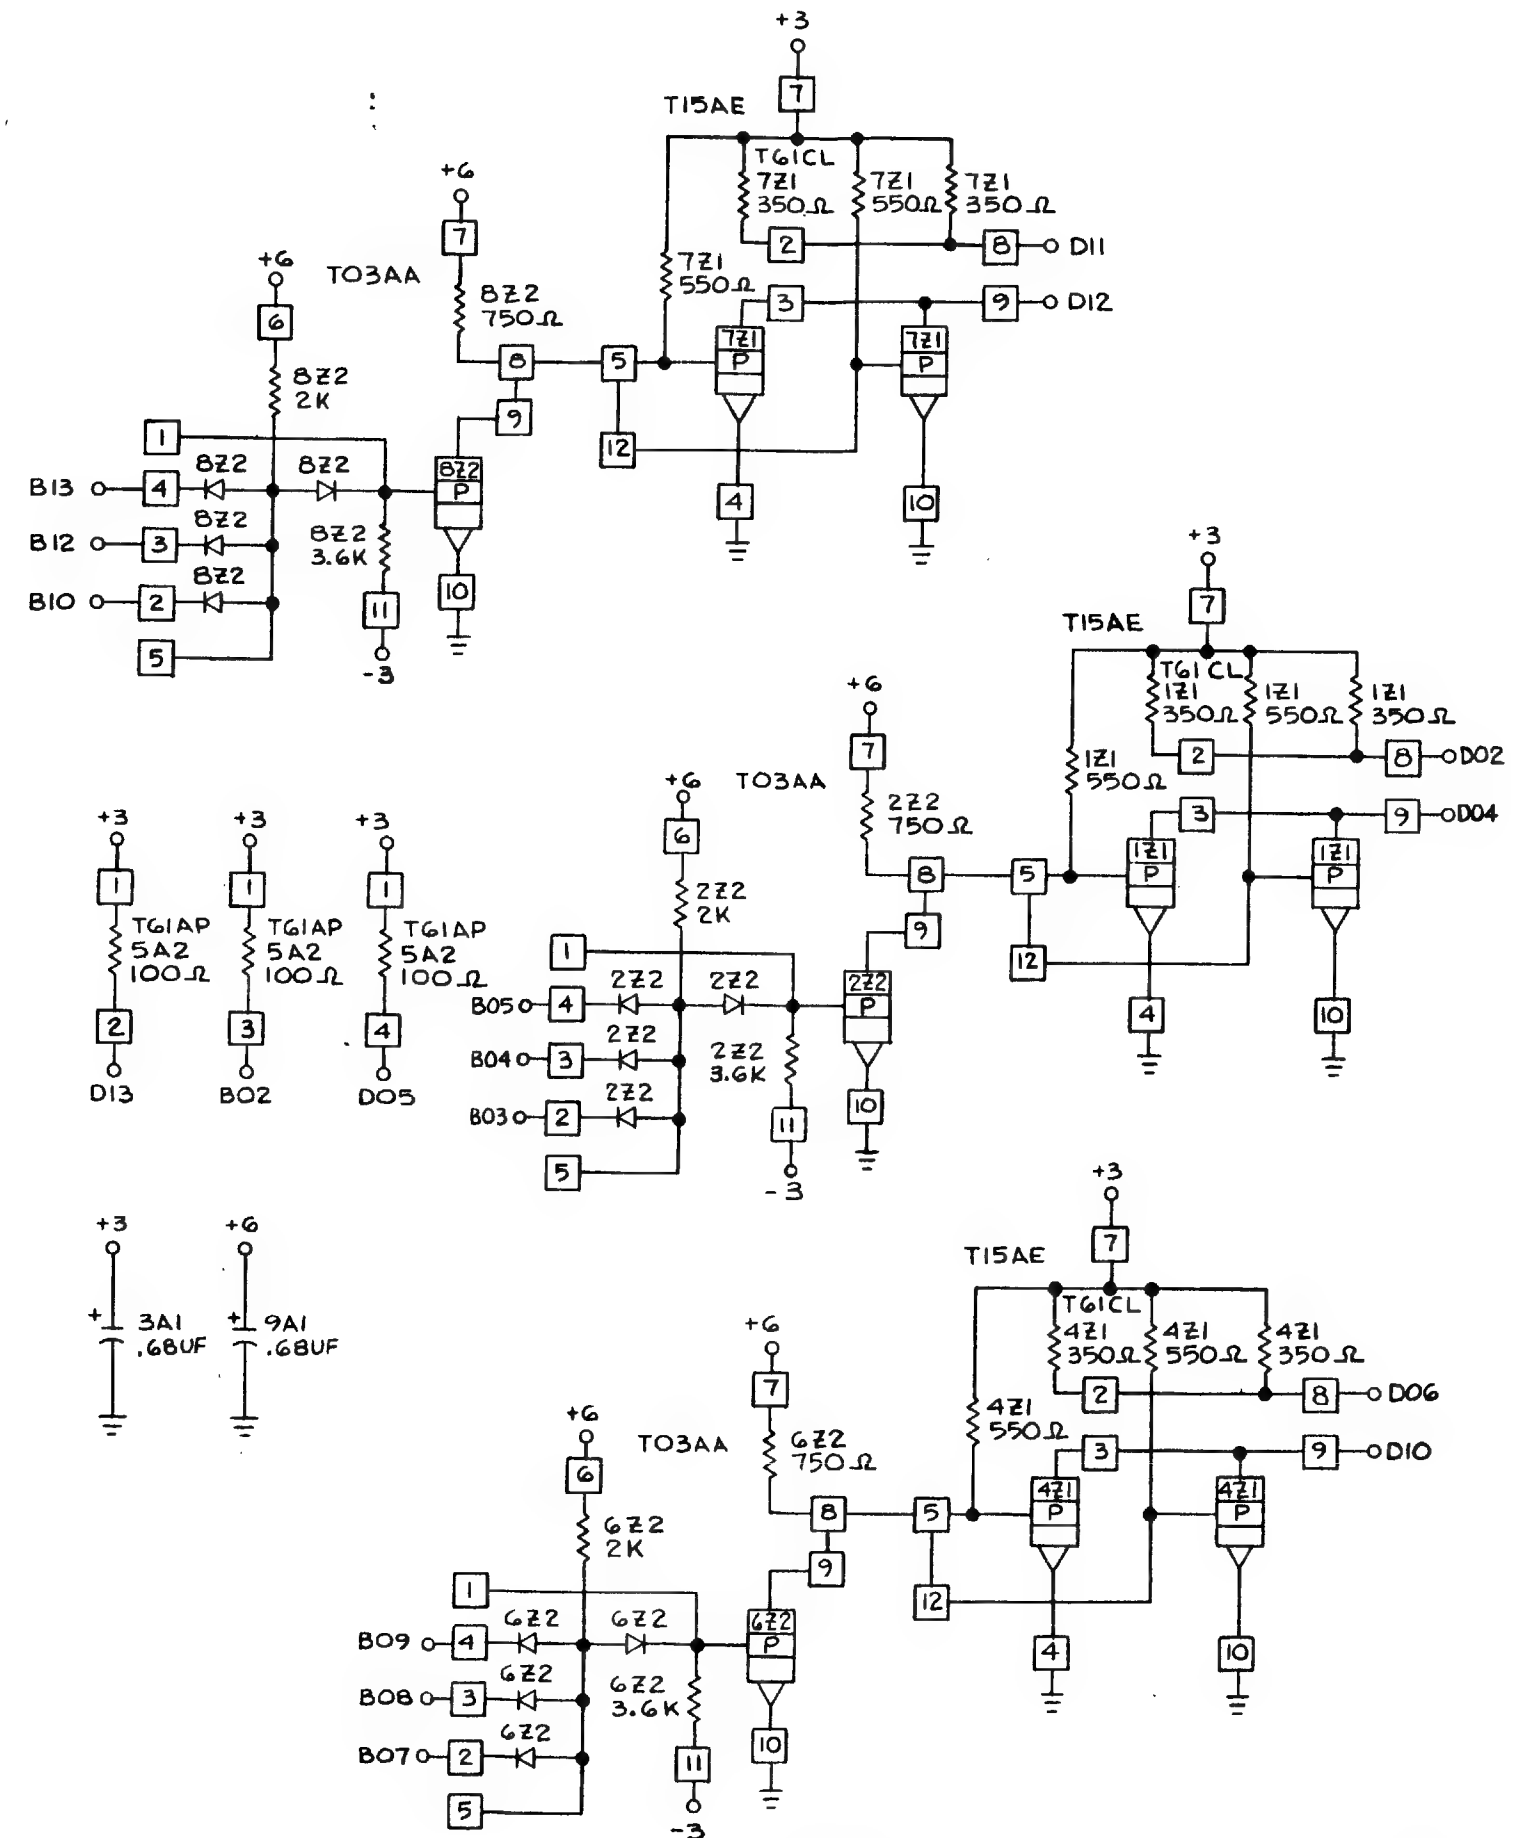 +3
7
T15AE
T61CL
7Z1
350Ω
7Z1
550Ω
7Z1
350Ω
2
8
D11
7Z1
550Ω
3
9
D12
+6
7
T03AA
8Z2
750Ω
8
5
7Z1
P
7Z1
P
9
12
4
10
+6
6
8Z2
2K
1
B13
4
8Z2
8Z2
8Z2
P
B12
3
8Z2
8Z2
3.6K
B10
2
8Z2
11
10
5
-3
+3
7
T15AE
T61CL
1Z1
350Ω
1Z1
550Ω
1Z1
350Ω
2
8
D02
1Z1
550Ω
3
9
D04
+6
7
T03AA
2Z2
750Ω
8
5
1Z1
P
1Z1
P
9
12
4
10
+6
6
2Z2
2K
1
B05
4
2Z2
2Z2
2Z2
P
B04
3
2Z2
2Z2
3.6K
B03
2
2Z2
11
10
5
-3
+3
1
T61AP
5A2
100Ω
2
D13
+3
1
T61AP
5A2
100Ω
3
B02
+3
1
T61AP
5A2
100Ω
4
D05
+3
+
3A1
.68UF
+6
+
9A1
.68UF
+3
7
T15AE
T61CL
4Z1
350Ω
4Z1
550Ω
4Z1
350Ω
2
8
D06
4Z1
550Ω
3
9
D10
+6
7
T03AA
6Z2
750Ω
8
5
4Z1
P
4Z1
P
9
12
4
10
+6
6
6Z2
2K
1
B09
4
6Z2
6Z2
6Z2
P
B08
3
6Z2
6Z2
3.6K
B07
2
6Z2
11
10
5
-3